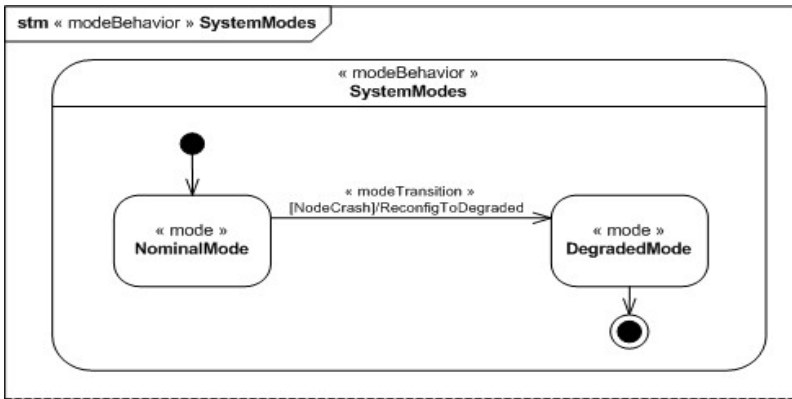 stm « modeBehavior » SystemModes
« modeBehavior »
SystemModes
« modeTransition »
[NodeCrash]/ReconfigToDegraded
« mode »
NominalMode
« mode »
DegradedMode